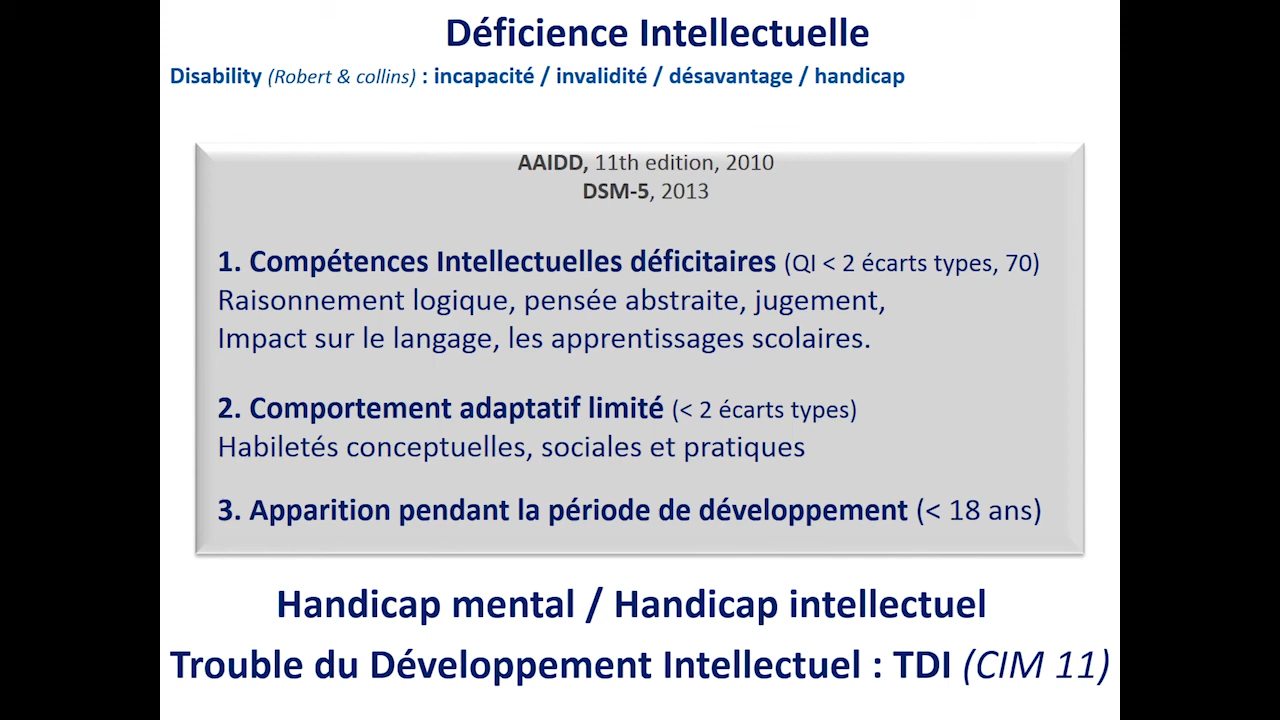 Déficience Intellectuelle
Disability (Robert & collins) : incapacité / invalidité / désavantage / handicap
AAIDD, 11th edition, 2010
DSM-5, 2013
1. Compétences Intellectuelles déficitaires (QI < 2 écarts types, 70)
Raisonnement logique, pensée abstraite, jugement,
Impact sur le langage, les apprentissages scolaires.
2. Comportement adaptatif limité (< 2 écarts types)
Habiletés conceptuelles, sociales et pratiques
3. Apparition pendant la période de développement (< 18 ans)
Handicap mental / Handicap intellectuel
Trouble du Développement Intellectuel : TDI (CIM 11)